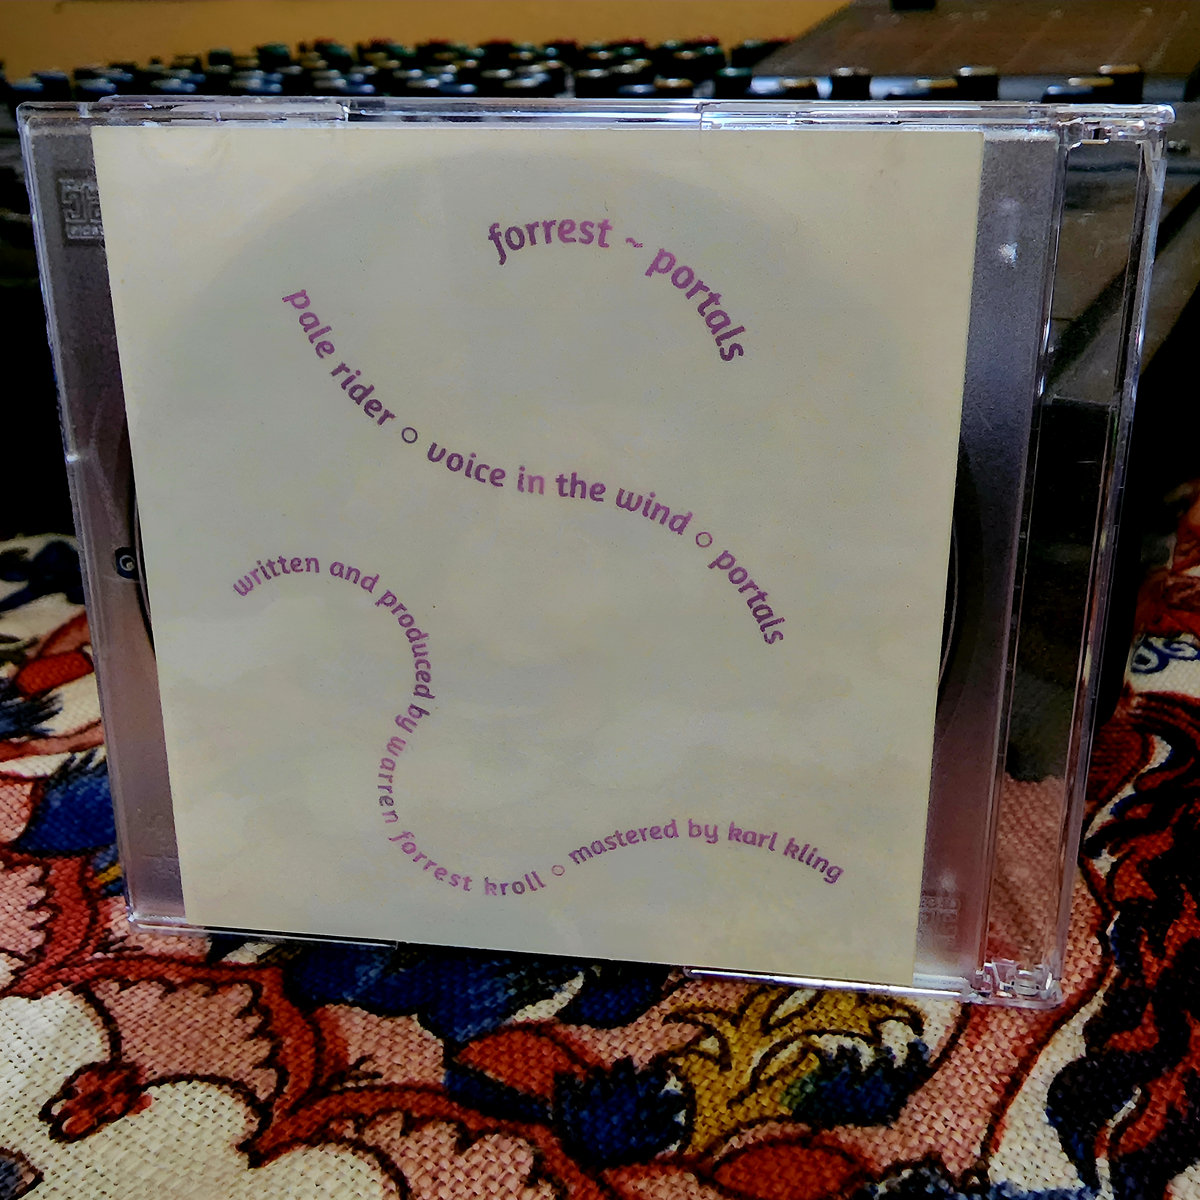 forrest ~ portals
pale rider o voice in the wind o portals
written and produced by warren forrest kroll o mastered by karl kling